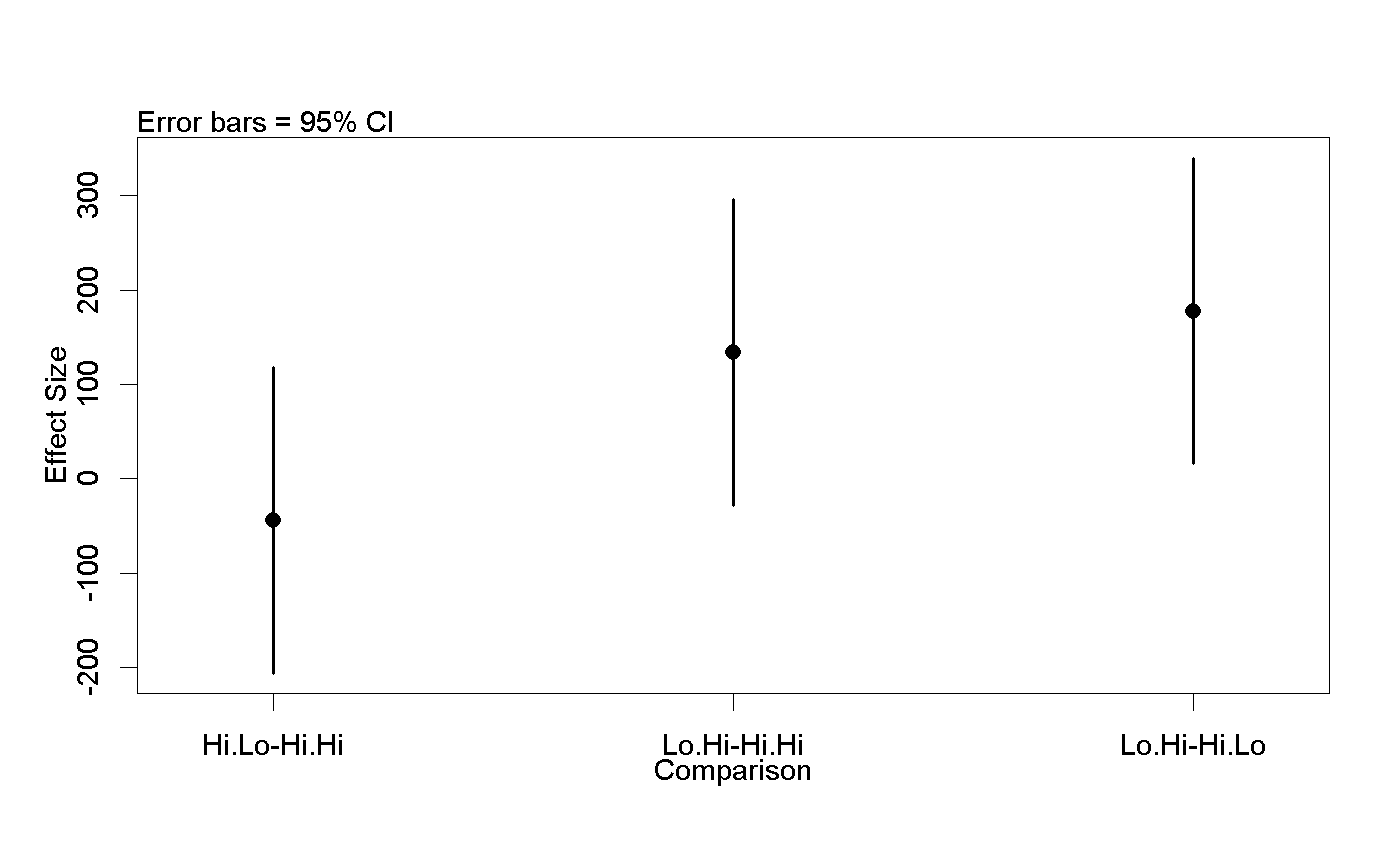 Error bars = 95% CI
Effect Size
300
200
100
0
-100
-200
Hi.Lo-Hi.Hi
Lo.Hi-Hi.Hi
Lo.Hi-Hi.Lo
Comparison